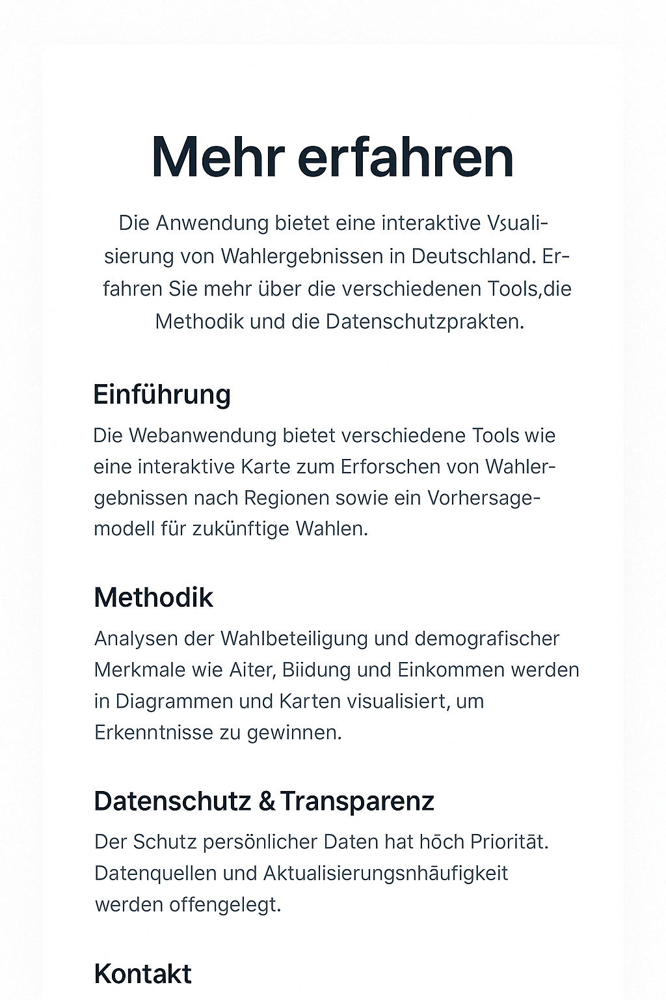 Mehr erfahren
Die Anwendung bietet eine interaktive Vsuali-
sierung von Wahlergebnissen in Deutschland. Er-
fahren Sie mehr über die verschiedenen Tools,die
Methodik und die Datenschutzprakten.
Einführung
Die Webanwendung bietet verschiedene Tools wie
eine interaktive Karte zum Erforschen von Wahler-
gebnissen nach Regionen sowie ein Vorhersage-
modell für zukünftige Wahlen.
Methodik
Analysen der Wahlbeteiligung und demografischer
Merkmale wie Aiter, Biidung und Einkommen werden
in Diagrammen und Karten visualisiert, um
Erkenntnisse zu gewinnen.
Datenschutz & Transparenz
Der Schutz persönlicher Daten hat hōch Prioritāt.
Datenquellen und Aktualisierungsnhāufigkeit
werden offengelegt.
Kontakt